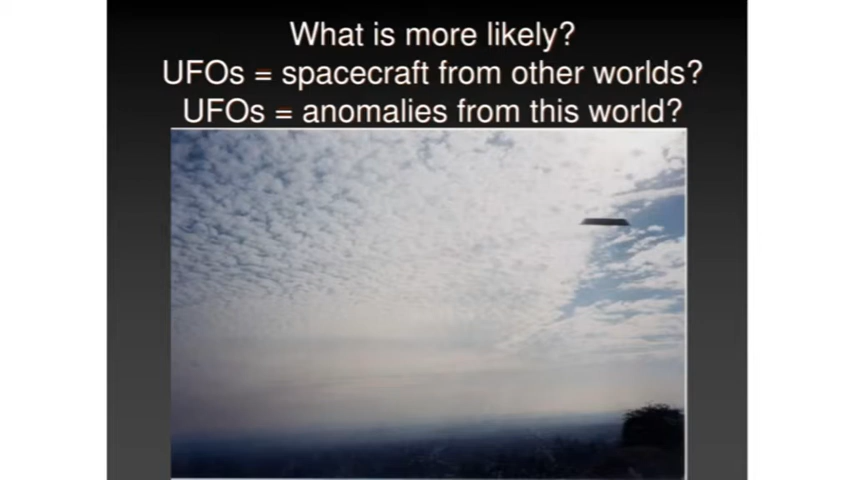 What is more likely?
UFOs = spacecraft from other worlds?
UFOs = anomalies from this world?